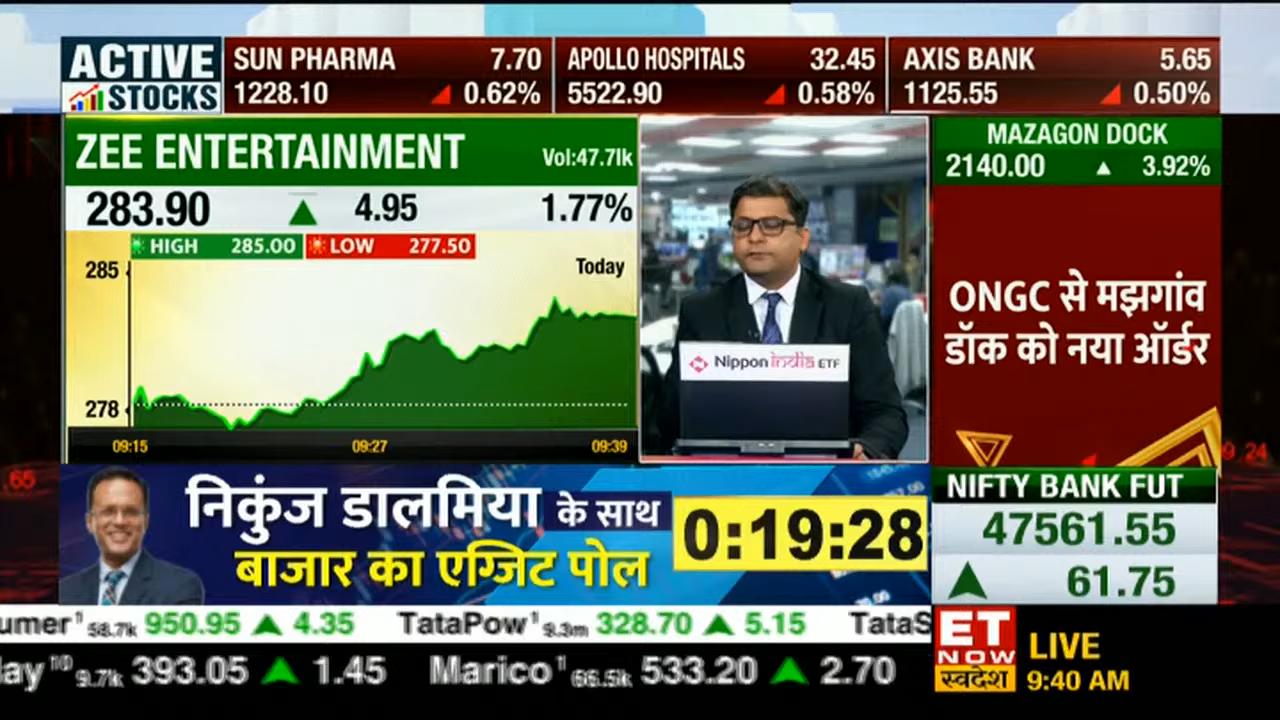 ACTIVE STOCKS
SUN PHARMA 7.70
1228.10 0.62%
APOLLO HOSPITALS 32.45
5522.90 0.58%
AXIS BANK 5.65
1125.55 0.50%
ZEE ENTERTAINMENT Vol:47.7lk
283.90 4.95 1.77%
HIGH 285.00 LOW 277.50
Today
285
278
09:15 09:27 09:39
Nippon india ETF
MAZAGON DOCK
2140.00 3.92%
ONGC से मझगांव
डॉक को नया ऑर्डर
निकुंज डालमिया के साथ
बाजार का एग्जिट पोल
0:19:28
NIFTY BANK FUT
47561.55
61.75
umer¹ 58.7k 950.95 4.35 TataPow¹ 9.3m 328.70 5.15 TataS
lay¹⁰ 9.7k 393.05 1.45 Marico¹ 66.5k 533.20 2.70
ET NOW स्वदेश
LIVE
9:40 AM